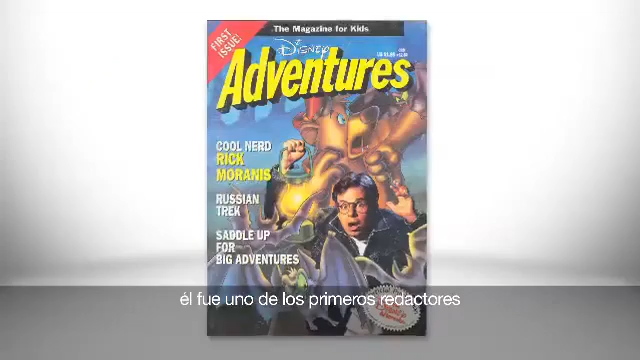 The Magazine for Kids
FIRST
ISSUE!
Disney
Adventures
COOL NERD
RICK
MORANIS
RUSSIAN
TREK
SADDLE UP
FOR
BIG ADVENTURES
él fue uno de los primeros redactores